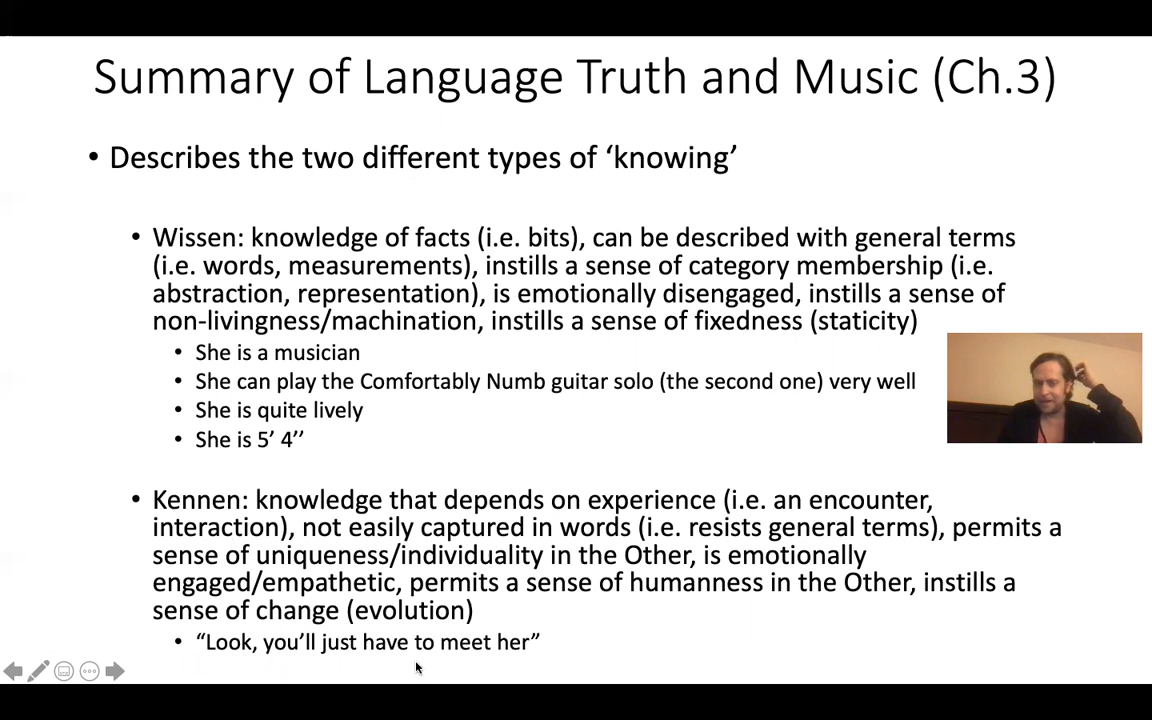 Summary of Language Truth and Music (Ch.3)
• Describes the two different types of ‘knowing’
• Wissen: knowledge of facts (i.e. bits), can be described with general terms
(i.e. words, measurements), instills a sense of category membership (i.e.
abstraction, representation), is emotionally disengaged, instills a sense of
non-livingness/machination, instills a sense of fixedness (staticity)
• She is a musician
• She can play the Comfortably Numb guitar solo (the second one) very well
• She is quite lively
• She is 5’ 4’’
• Kennen: knowledge that depends on experience (i.e. an encounter,
interaction), not easily captured in words (i.e. resists general terms), permits a
sense of uniqueness/individuality in the Other, is emotionally
engaged/empathetic, permits a sense of humanness in the Other, instills a
sense of change (evolution)
• “Look, you’ll just have to meet her”